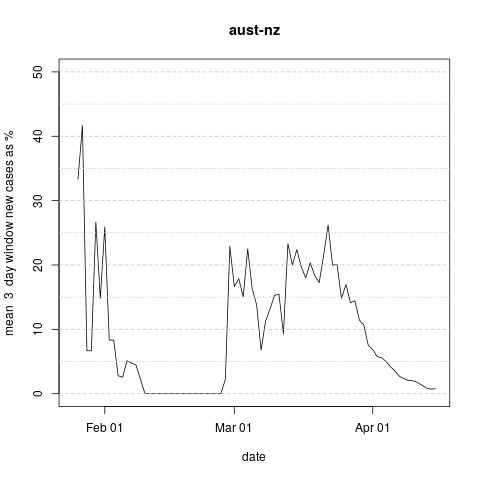 aust-nz
mean 3 day window new cases as %
50
40
30
20
10
0
Feb 01
Mar 01
Apr 01
date